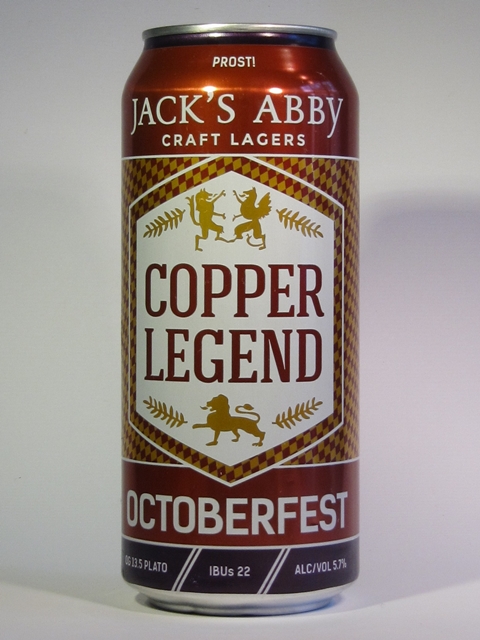 PROST!
JACK'S ABBY
CRAFT LAGERS
COPPER
LEGEND
OCTOBERFEST
OG 13.5 PLATO IBUs 22 ALC/VOL 5.7%